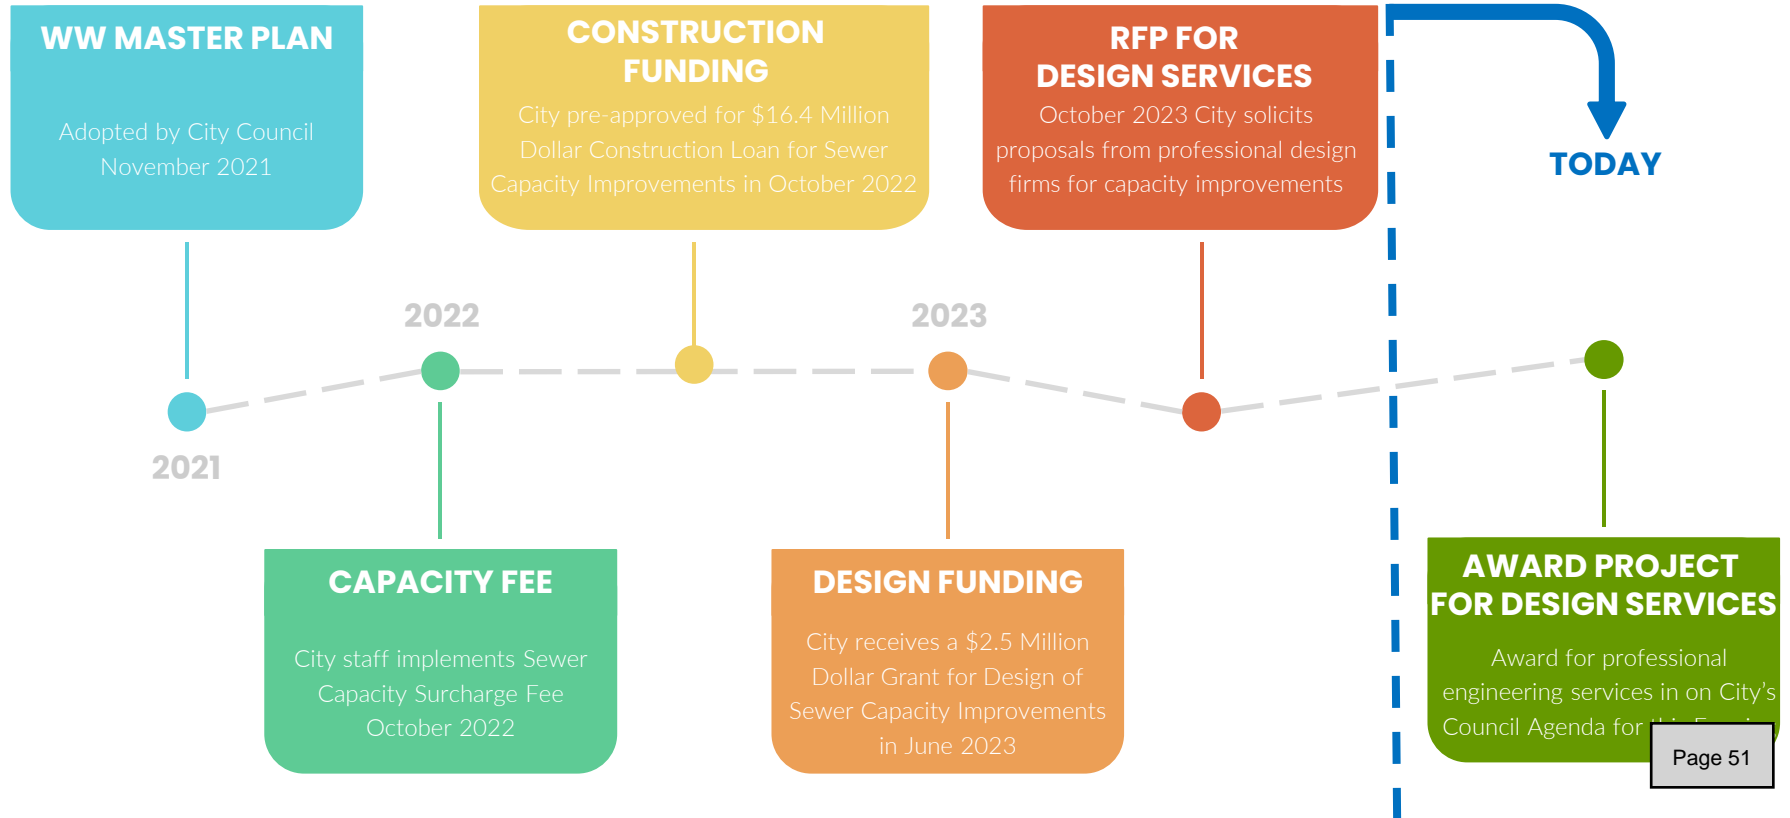 WW MASTER PLAN
Adopted by City Council
November 2021
CONSTRUCTION
FUNDING
City pre-approved for $16.4 Million
Dollar Construction Loan for Sewer
Capacity Improvements in October 2022
RFP FOR
DESIGN SERVICES
October 2023 City solicits
proposals from professional design
firms for capacity improvements
TODAY
2022
2023
2021
CAPACITY FEE
City staff implements Sewer
Capacity Surcharge Fee
October 2022
DESIGN FUNDING
City receives a $2.5 Million
Dollar Grant for Design of
Sewer Capacity Improvements
in June 2023
AWARD PROJECT
FOR DESIGN SERVICES
Award for professional
engineering services in on City’s
Council Agenda for
Page 51